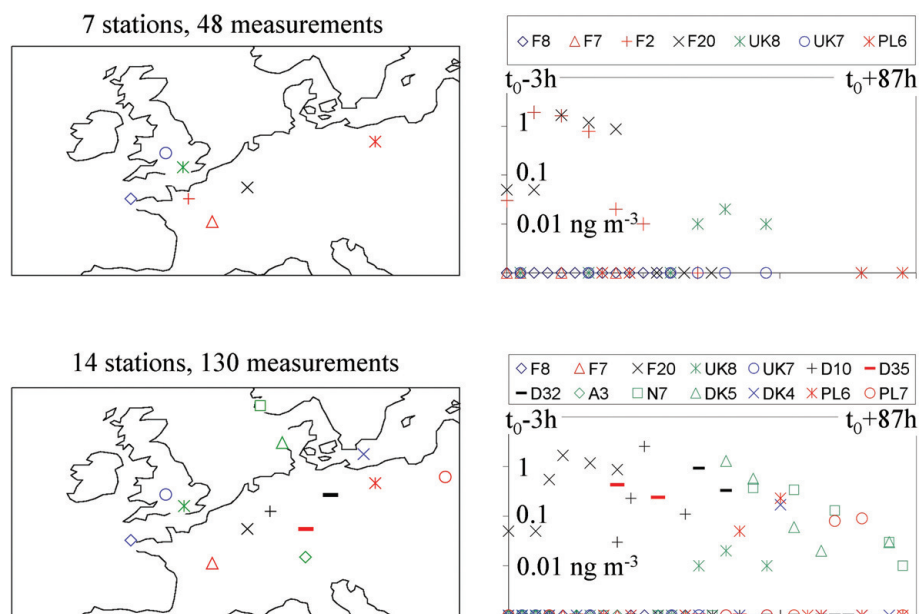 7 stations, 48 measurements
F8 F7 F2 F20 UK8 UK7 PL6
t0-3h t0+87h
1
0.1
0.01 ng m-3
14 stations, 130 measurements
F8 F7 F20 UK8 UK7 D10 D35
D32 A3 N7 DK5 DK4 PL6 PL7
t0-3h t0+87h
1
0.1
0.01 ng m-3